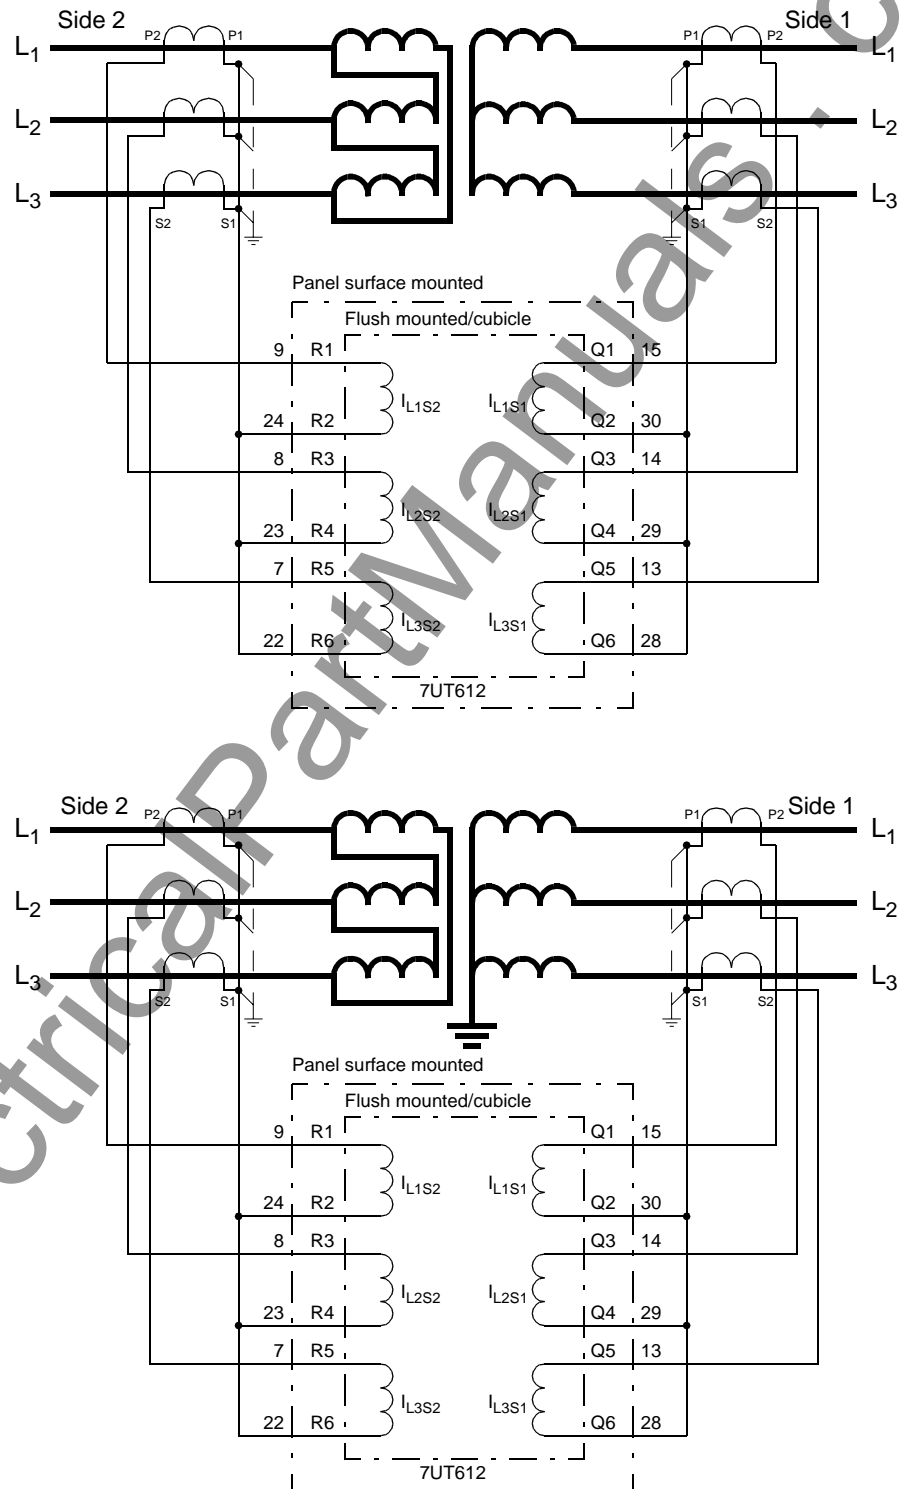 Side 2 Side 1
P2 P1 P1 P2
L1 L1
L2 L2
L3 L3
S2 S1 S1 S2
Panel surface mounted
Flush mounted/cubicle
9 R1 Q1 15
IL1S2 IL1S1
24 R2 Q2 30
8 R3 Q3 14
IL2S2 IL2S1
23 R4 Q4 29
7 R5 Q5 13
IL3S2 IL3S1
22 R6 Q6 28
7UT612
Side 2 Side 1
P2 P1 P1 P2
L1 L1
L2 L2
L3 L3
S2 S1 S1 S2
Panel surface mounted
Flush mounted/cubicle
9 R1 Q1 15
IL1S2 IL1S1
24 R2 Q2 30
8 R3 Q3 14
IL2S2 IL2S1
23 R4 Q4 29
7 R5 Q5 13
IL3S2 IL3S1
22 R6 Q6 28
7UT612
ctricalPartManuals . c